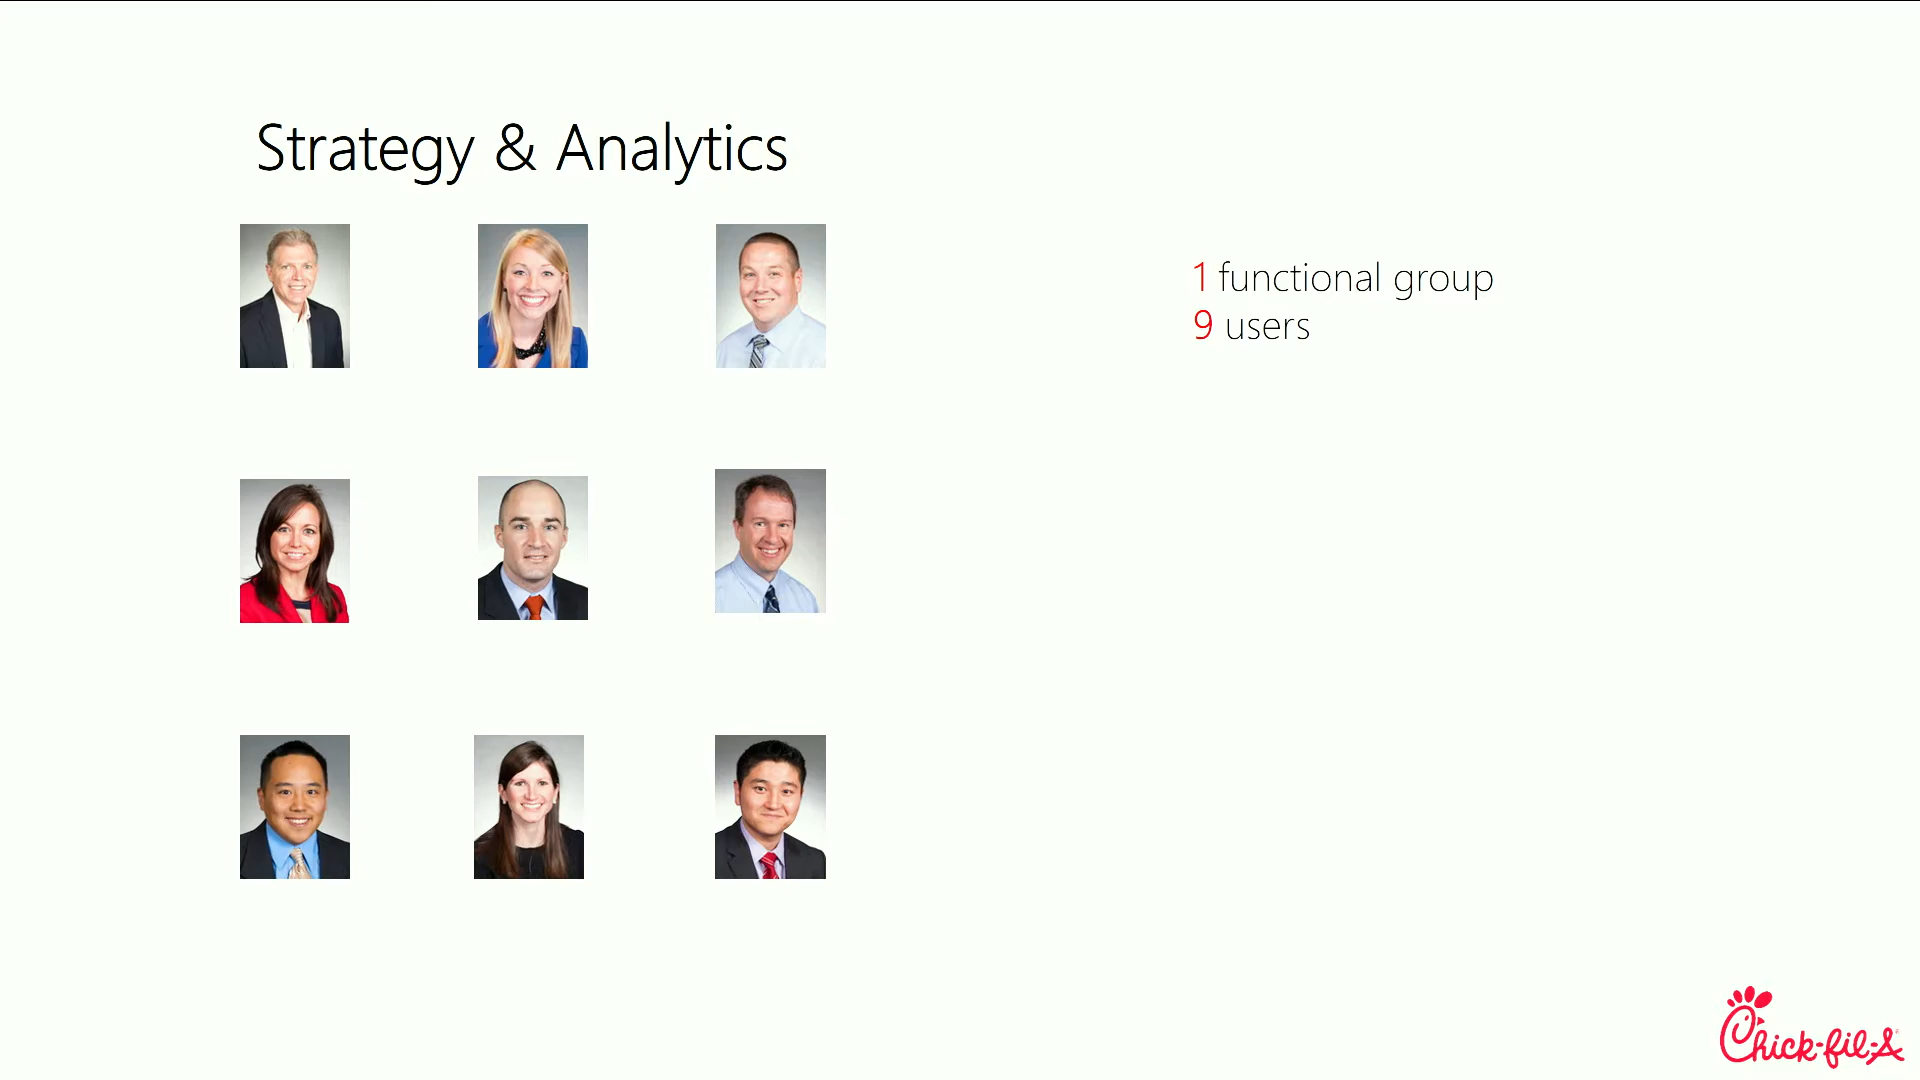 Strategy & Analytics
1 functional group
9 users
Chick-fil-A